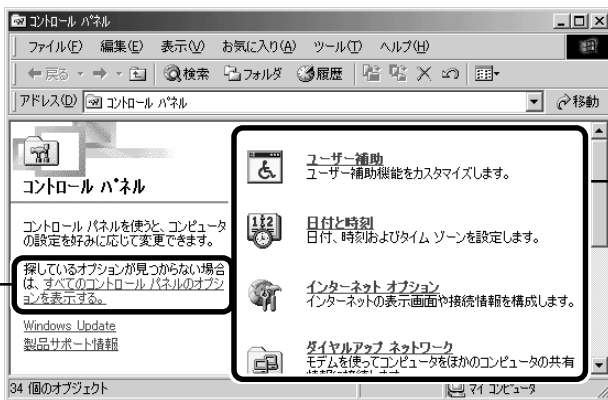 コントロール パネル
ファイル(F) 編集(E) 表示(V) お気に入り(A) ツール(T) ヘルプ(H)
戻る 検索 フォルダ 履歴
アドレス(D) コントロール パネル 移動
コントロール パネル
コントロール パネルを使うと、コンピュータ
の設定を好みに応じて変更できます。
探しているオプションが見つからない場合
は、すべてのコントロール パネルのオプシ
ョンを表示する。
Windows Update
製品サポート情報
ユーザー補助
ユーザー補助機能をカスタマイズします。
日付と時刻
日付、時刻およびタイム ゾーンを設定します。
インターネット オプション
インターネットの表示画面や接続情報を構成します。
ダイヤルアップ ネットワーク
モデムを使ってコンピュータをほかのコンピュータの共有
34 個のオブジェクト マイ コンピュータ